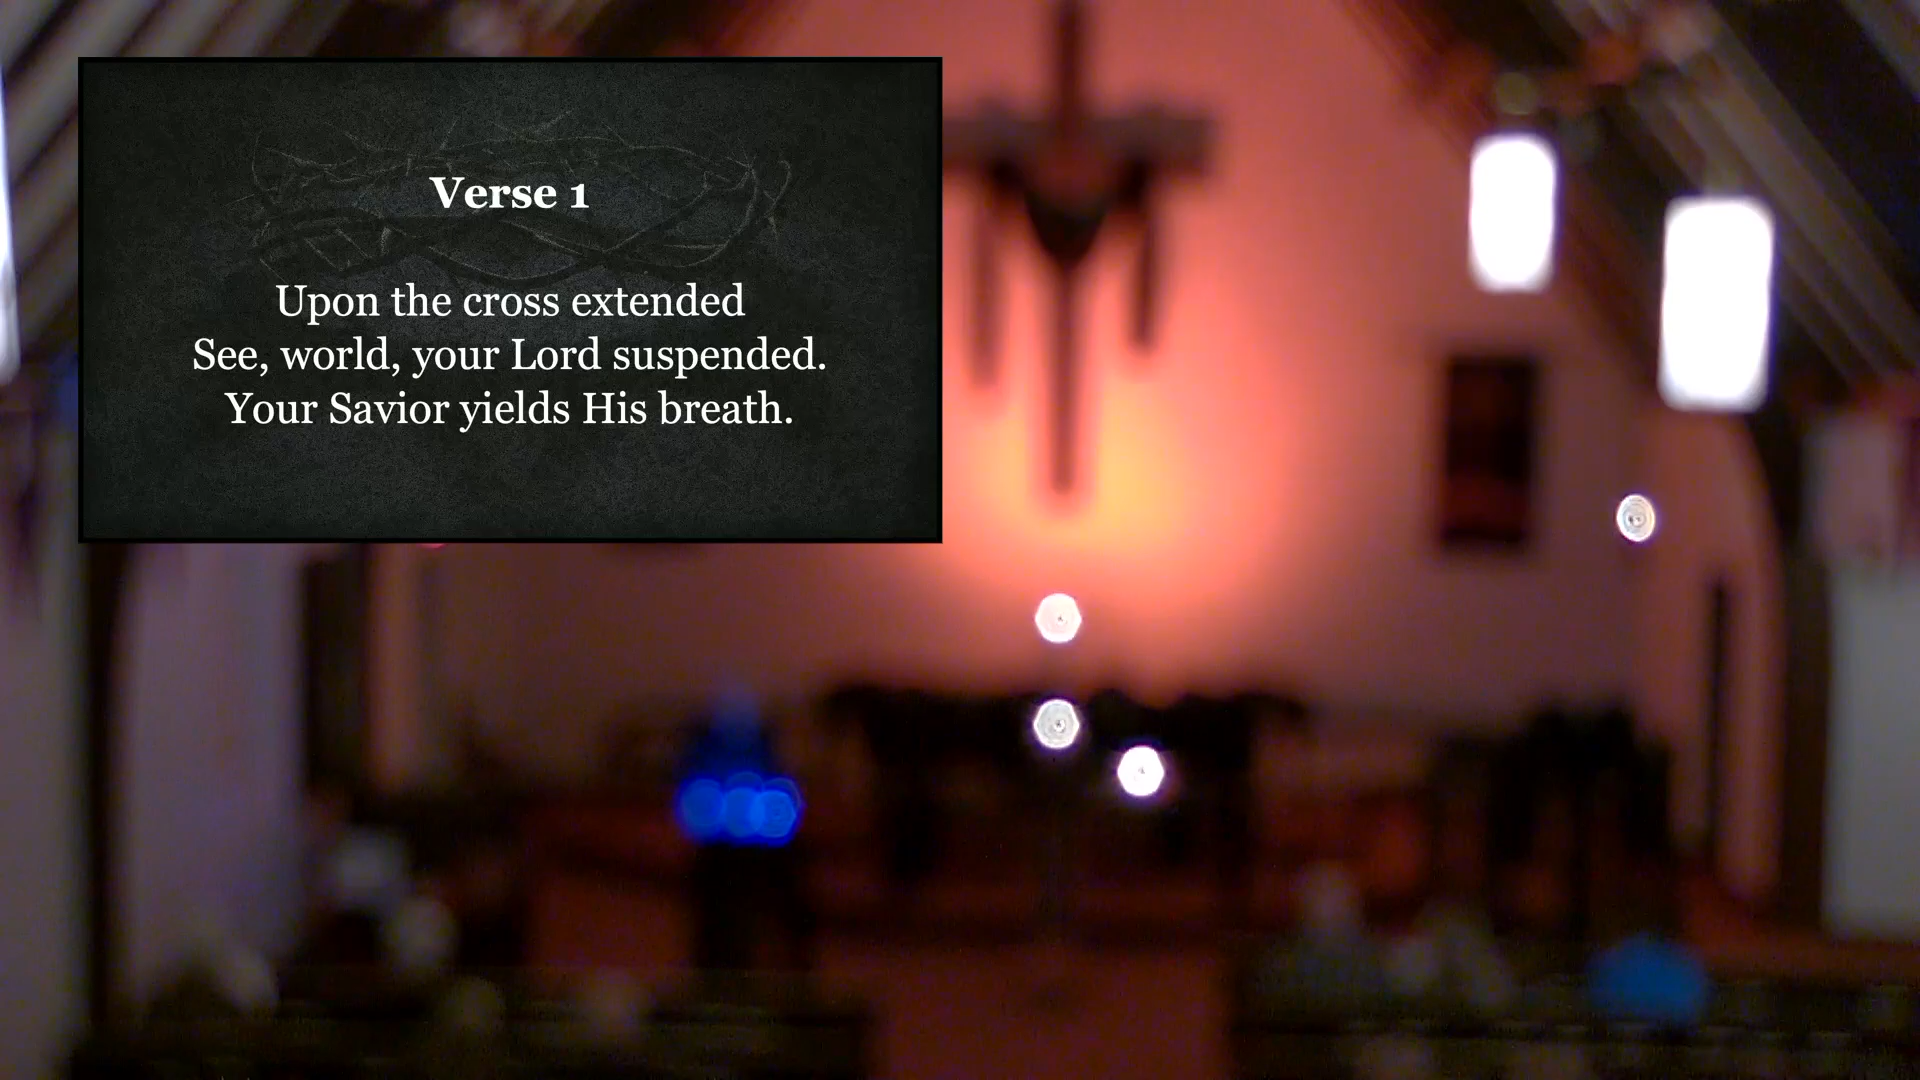 Verse 1
Upon the cross extended
See, world, your Lord suspended.
Your Savior yields His breath.